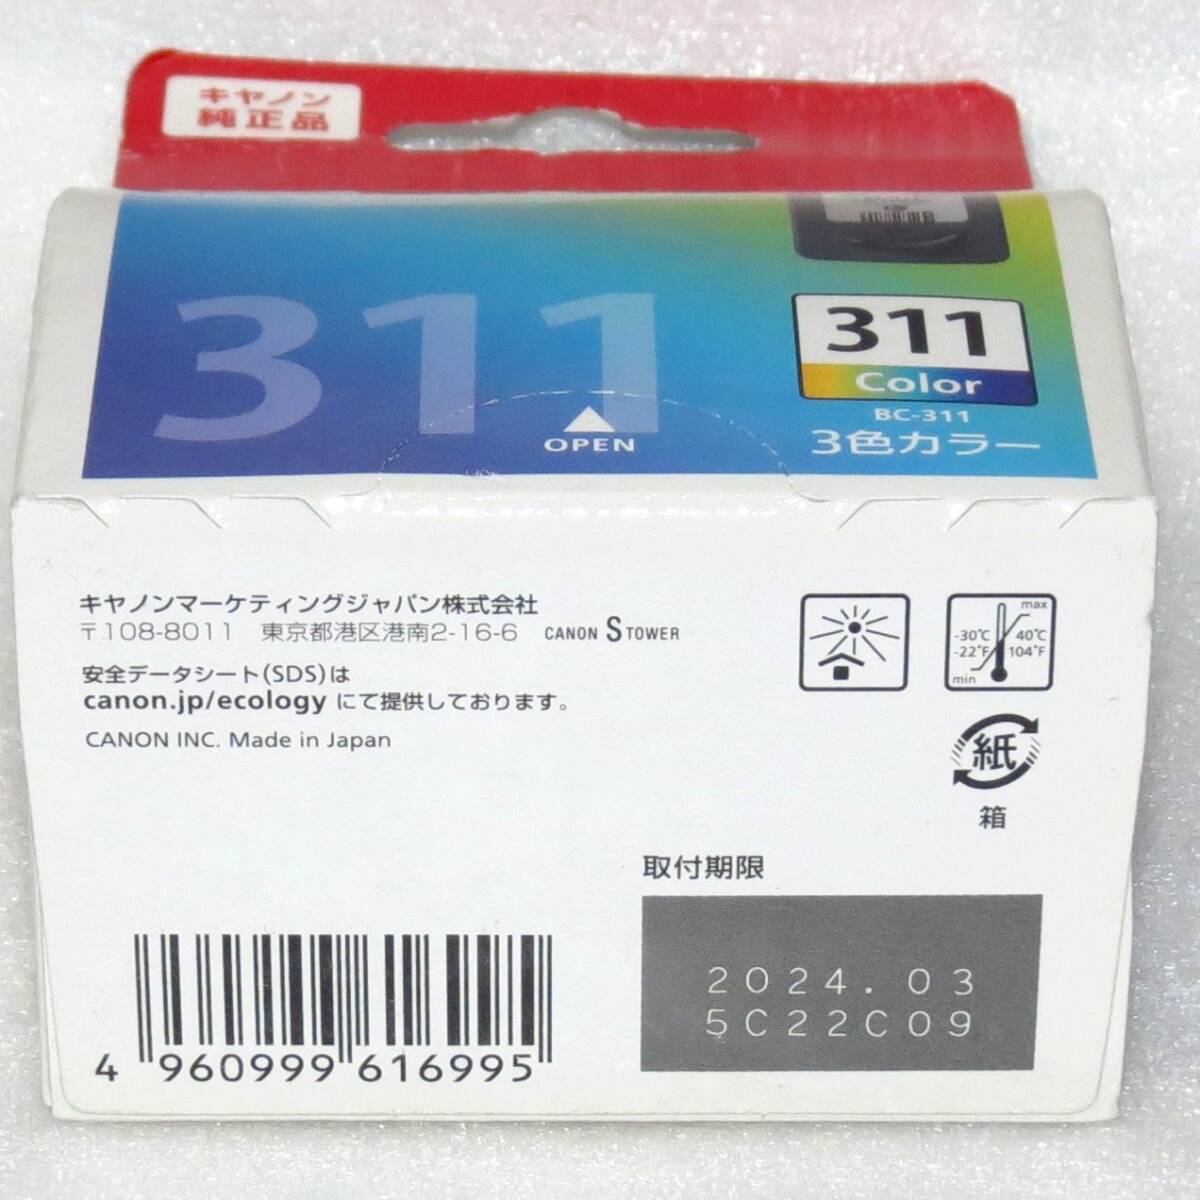 キヤノン
純正品
311
311
Color
BC-311
3色カラー
OPEN
キヤノンマーケティングジャパン株式会社
〒108-8011 東京都港区港南2-16-6 CANON S TOWER
安全データシート(SDS)は
canon.jp/ecology にて提供しております。
CANON INC. Made in Japan
max
-30℃ 40℃
-22°F 104°F
min
紙
箱
取付期限
2024.03
5C22C09
4 960999 616995